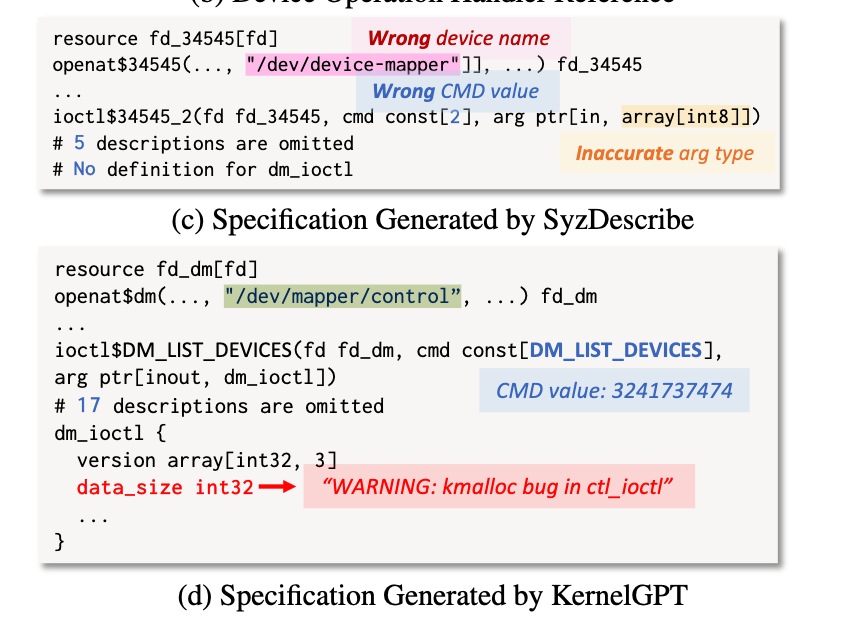 (b) Device Operation Handler Reference
resource fd_34545[fd]
Wrong device name
openat$34545(..., "/dev/device-mapper"]], ...) fd_34545
...
Wrong CMD value
ioctl$34545_2(fd fd_34545, cmd const[2], arg ptr[in, array[int8]])
# 5 descriptions are omitted
Inaccurate arg type
# No definition for dm_ioctl
(c) Specification Generated by SyzDescribe
resource fd_dm[fd]
openat$dm(..., "/dev/mapper/control”, ...) fd_dm
...
ioctl$DM_LIST_DEVICES(fd fd_dm, cmd const[DM_LIST_DEVICES],
arg ptr[inout, dm_ioctl])
CMD value: 3241737474
# 17 descriptions are omitted
dm_ioctl {
version array[int32, 3]
data_size int32
“WARNING: kmalloc bug in ctl_ioctl”
...
}
(d) Specification Generated by KernelGPT